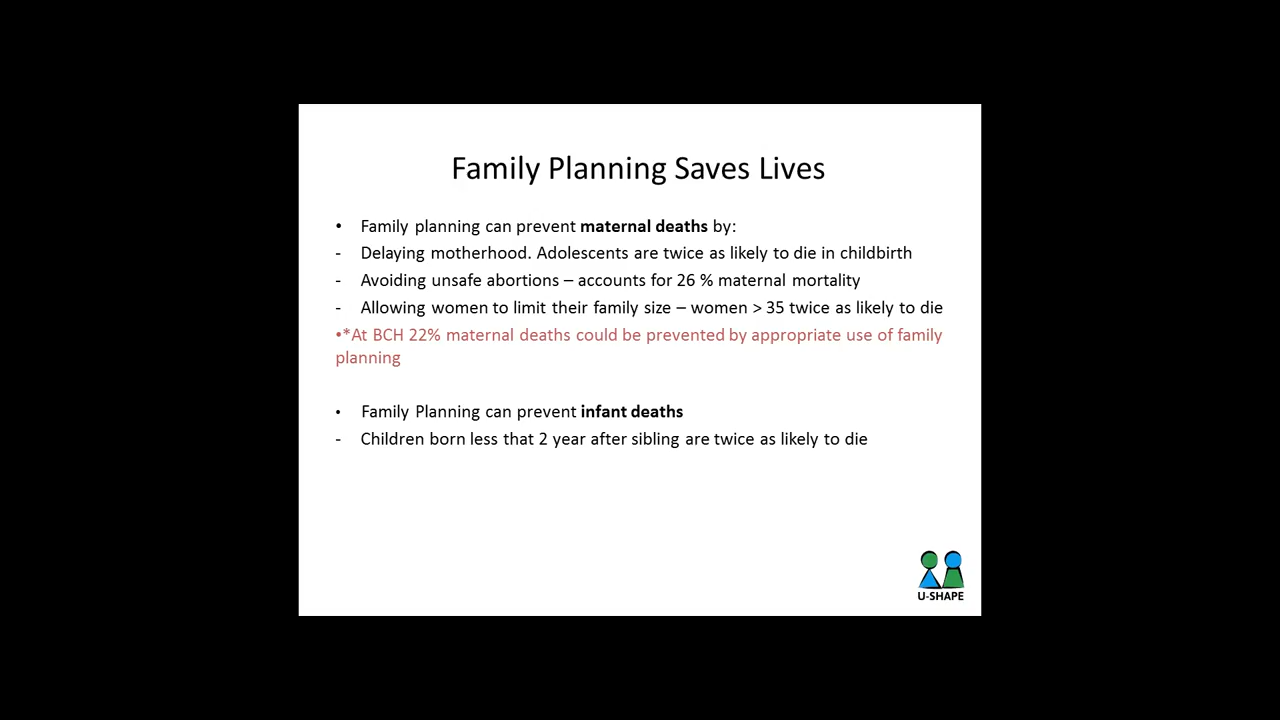 Family Planning Saves Lives
• Family planning can prevent maternal deaths by:
- Delaying motherhood. Adolescents are twice as likely to die in childbirth
- Avoiding unsafe abortions – accounts for 26 % maternal mortality
- Allowing women to limit their family size – women > 35 twice as likely to die
•*At BCH 22% maternal deaths could be prevented by appropriate use of family
planning
• Family Planning can prevent infant deaths
- Children born less that 2 year after sibling are twice as likely to die
U-SHAPE